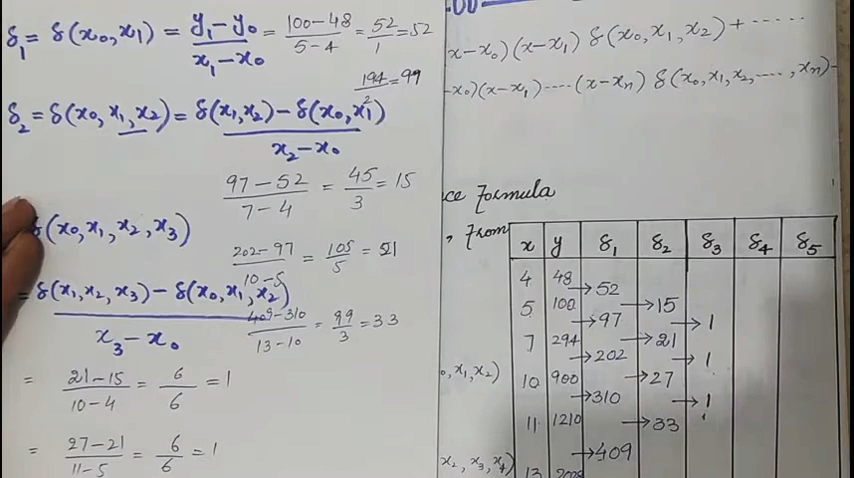 δ₁ = δ(x₀,x₁) = y₁−y₀/x₁−x₀ = 100−48/5−4 = 52/1 = 52
194/2 = 99
δ₂ = δ(x₀,x₁,x₂) = δ(x₁,x₂)−δ(x₀,x₁)/x₂−x₀
97−52/7−4 = 45/3 = 15
δ(x₀,x₁,x₂,x₃)
202−97/10−5 = 105/5 = 21
= δ(x₁,x₂,x₃)−δ(x₀,x₁,x₂)/x₃−x₀
409−310/13−10 = 99/3 = 33
= 21−15/10−4 = 6/6 = 1
= 27−21/11−5 = 6/6 = 1
x−x₀)(x−x₁) δ(x₀,x₁,x₂)+.....
−x₀)(x−x₁)....(x−xₙ) δ(x₀,x₁,x₂,....,xₙ)−
ce Formula
, From
x y δ₁ δ₂ δ₃ δ₄ δ₅
4 48
→52
5 100 →15
→97 →1
7 294 →21
→202 →1
10 900 →27
→310 →1
11 1210 →33
→409
13
0,x₁,x₂)
x₂,x₃,x₄)